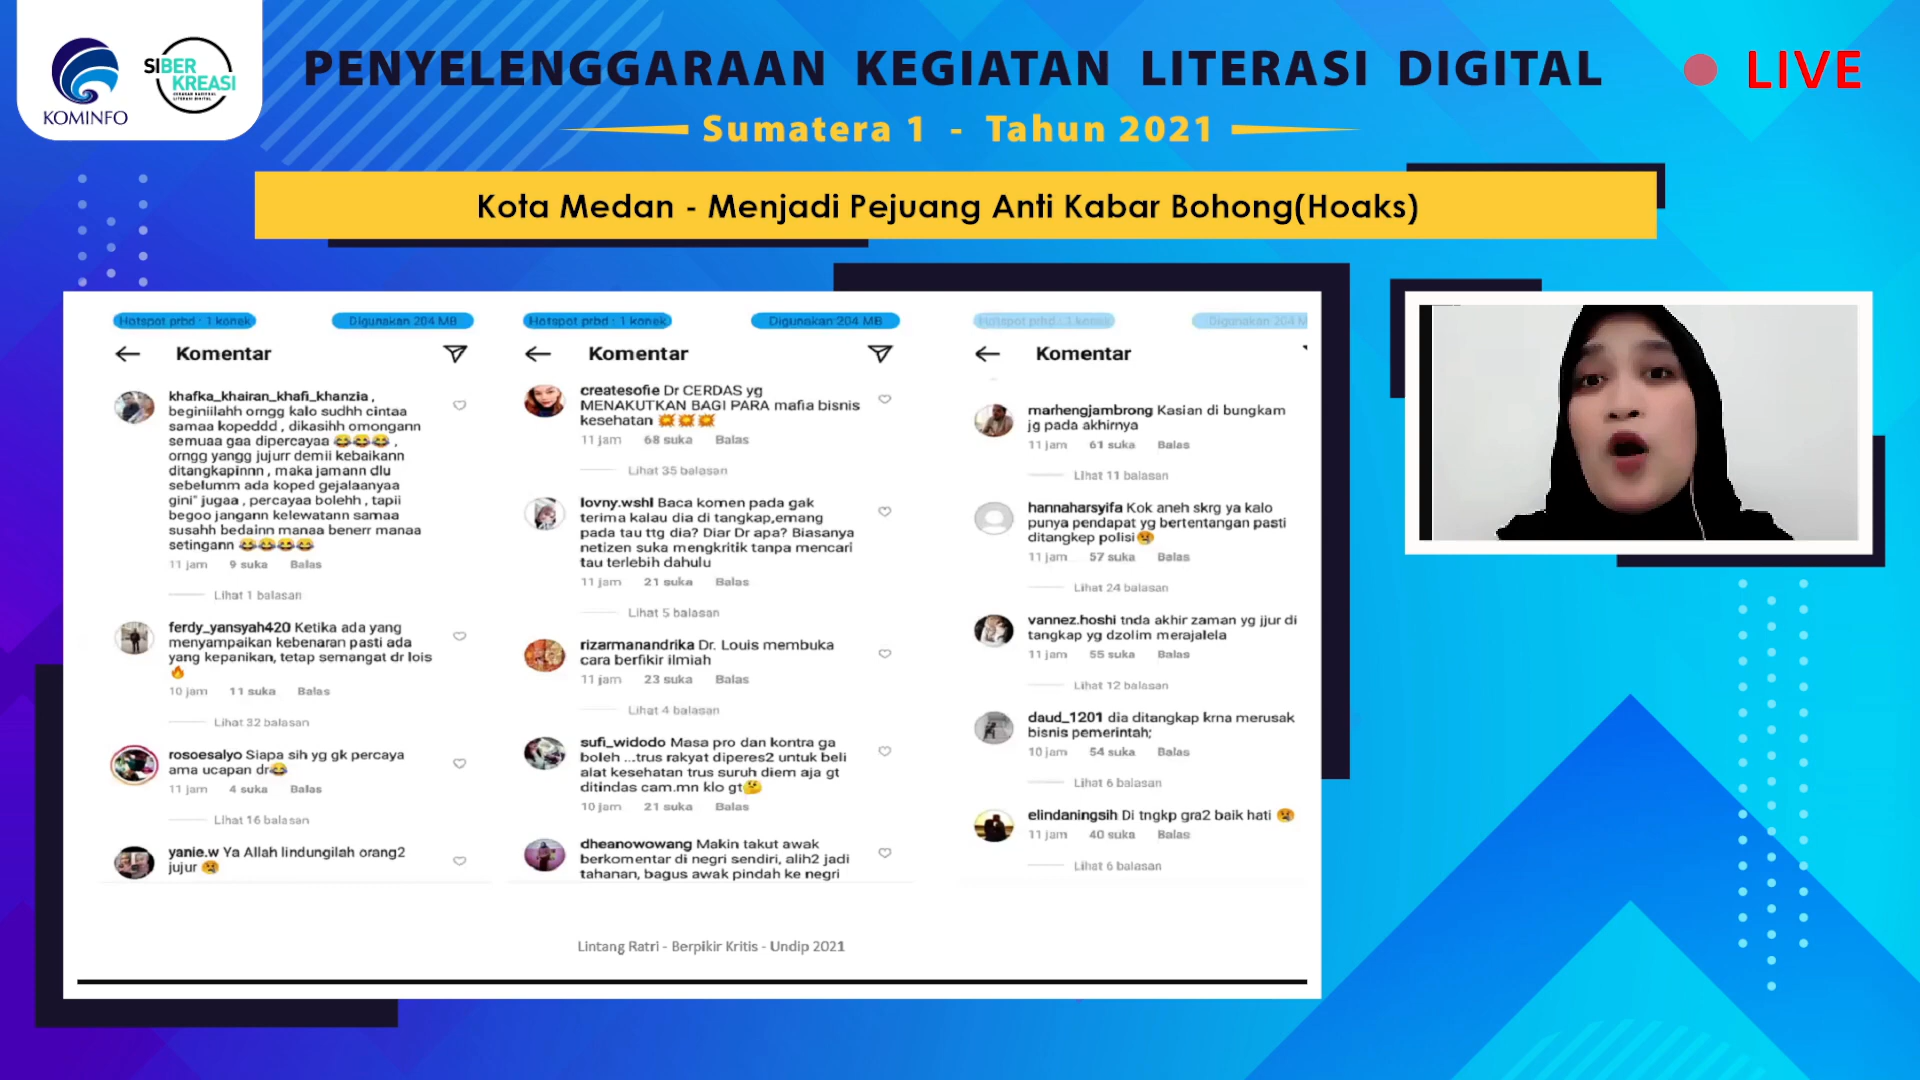 KOMINFO
SIBER
KREASI
PENYELENGGARAAN KEGIATAN LITERASI DIGITAL
LIVE
Sumatera 1 - Tahun 2021
Kota Medan - Menjadi Pejuang Anti Kabar Bohong(Hoaks)
Hotspot prbd : 1 konek
Digunakan 204 MB
Komentar
khafka_khairan_khafi_khanzia ,
beginiilahh orngg kalo sudhh cintaa
samaa kopeddd , dikasihh omongann
semuaa gaa dipercayaa 😂😂😂 ,
orngg yangg jujurr demii kebaikann
ditangkapinnn , maka jamann dlu
sebelumm ada koped gejalaanyaa
gini" jugaa , percayaa bolehh , tapii
begoo jangann kelewatann samaa
susahh bedainn manaa benerr manaa
setingann 😂😂😂😂
11 jam 9 suka Balas
Lihat 1 balasan
ferdy_yansyah420 Ketika ada yang
menyampaikan kebenaran pasti ada
yang kepanikan, tetap semangat dr lois
🔥
10 jam 11 suka Balas
Lihat 32 balasan
rosoesalyo Siapa sih yg gk percaya
ama ucapan dr😂
11 jam 4 suka Balas
Lihat 16 balasan
yanie.w Ya Allah lindungilah orang2
jujur 😢
Hotspot prbd : 1 konek
Digunakan 204 MB
Komentar
createsofie Dr CERDAS yg
MENAKUTKAN BAGI PARA mafia bisnis
kesehatan 💥💥💥
11 jam 68 suka Balas
Lihat 35 balasan
lovny.wshl Baca komen pada gak
terima kalau dia di tangkap,emang
pada tau ttg dia? Diar Dr apa? Biasanya
netizen suka mengkritik tanpa mencari
tau terlebih dahulu
11 jam 21 suka Balas
Lihat 5 balasan
rizarmanandrika Dr. Louis membuka
cara berfikir ilmiah
11 jam 23 suka Balas
Lihat 4 balasan
sufi_widodo Masa pro dan kontra ga
boleh ...trus rakyat diperes2 untuk beli
alat kesehatan trus suruh diem aja gt
ditindas cam.mn klo gt🤔
10 jam 21 suka Balas
dheanowowang Makin takut awak
berkomentar di negri sendiri, alih2 jadi
tahanan, bagus awak pindah ke negri
Hotspot prbd : 1 konek
Digunakan 204 M
Komentar
marhengjambrong Kasian di bungkam
jg pada akhirnya
11 jam 61 suka Balas
Lihat 11 balasan
hannaharsyifa Kok aneh skrg ya kalo
punya pendapat yg bertentangan pasti
ditangkep polisi😢
11 jam 57 suka Balas
Lihat 24 balasan
vannez.hoshi tnda akhir zaman yg jjur di
tangkap yg dzolim merajalela
11 jam 55 suka Balas
Lihat 12 balasan
daud_1201 dia ditangkap krna merusak
bisnis pemerintah;
10 jam 54 suka Balas
Lihat 6 balasan
elindaningsih Di tngkp gra2 baik hati 😢
11 jam 40 suka Balas
Lihat 6 balasan
Lintang Ratri - Berpikir Kritis - Undip 2021